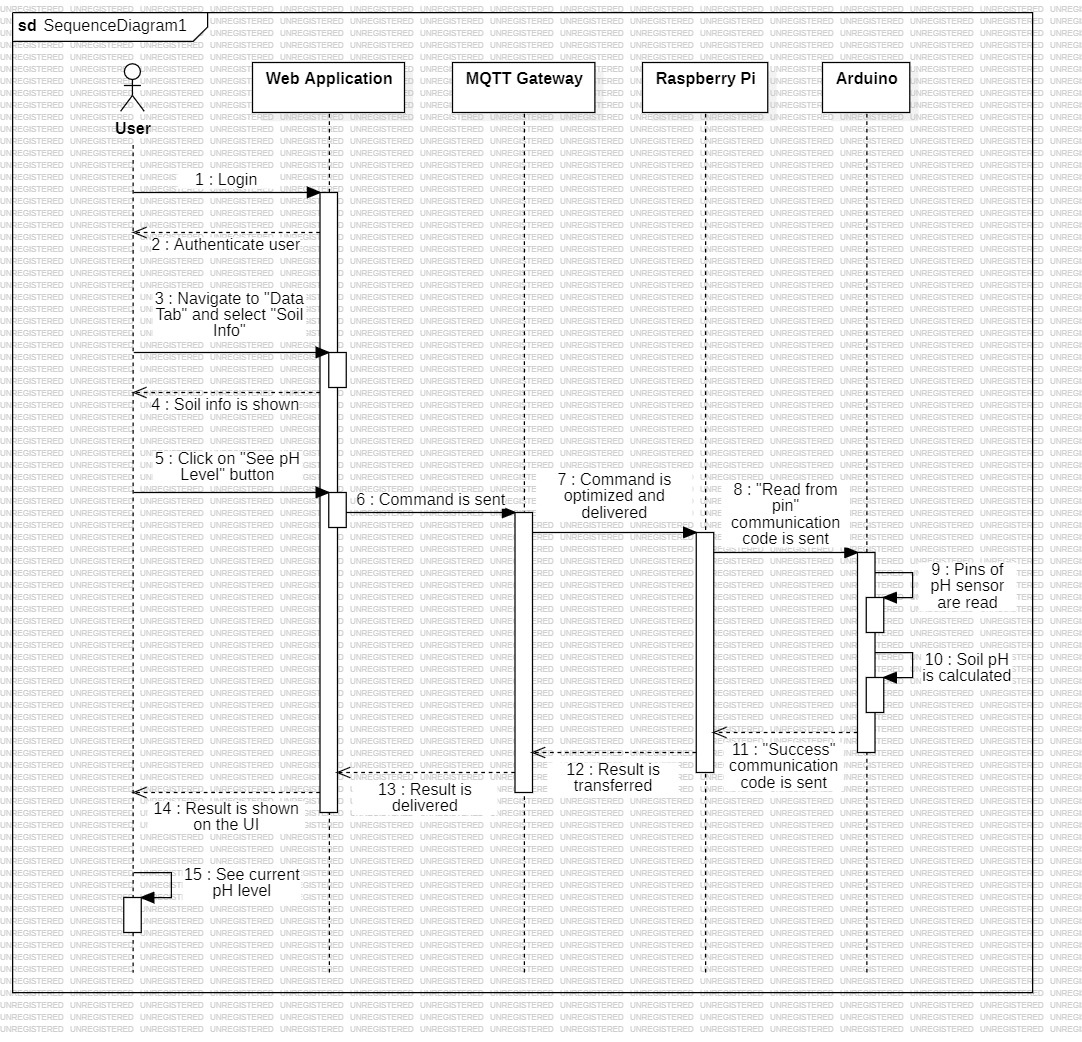 sd SequenceDiagram1
Web Application
MQTT Gateway
Raspberry Pi
Arduino
User
1 : Login
2 : Authenticate user
3 : Navigate to "Data
Tab" and select "Soil
Info"
4 : Soil info is shown
5 : Click on "See pH
Level" button
6 : Command is sent
7 : Command is
optimized and
delivered
8 : "Read from
pin"
communication
code is sent
9 : Pins of
pH sensor
are read
10 : Soil pH
is calculated
11 : "Success"
communication
code is sent
12 : Result is
transferred
13 : Result is
delivered
14 : Result is shown
on the UI
15 : See current
pH level
UNREGISTERED